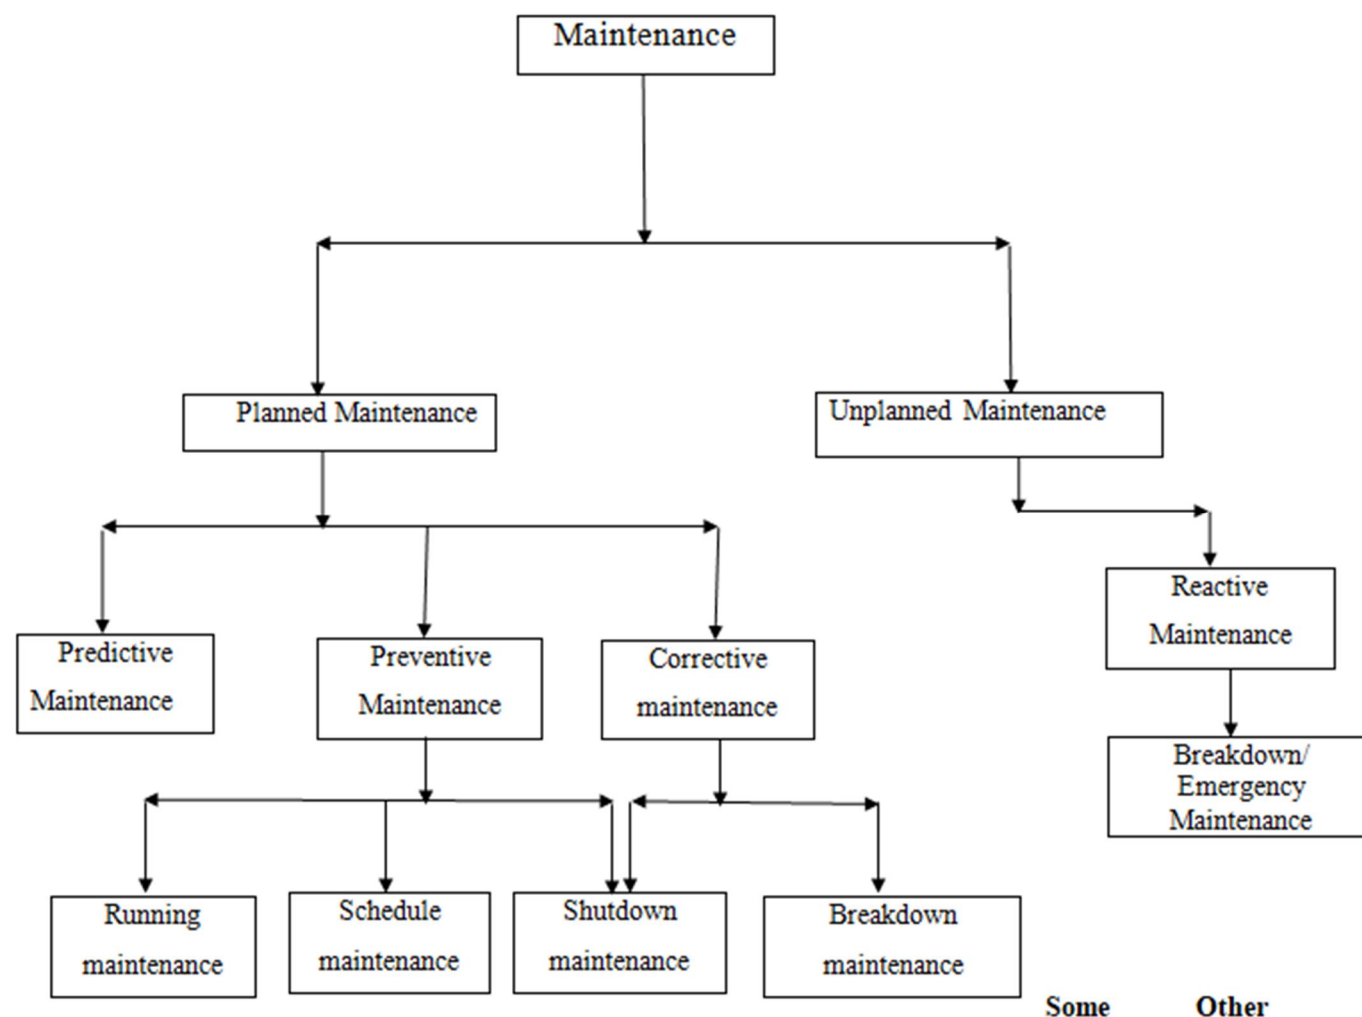 Maintenance
Planned Maintenance
Unplanned Maintenance
Reactive
Maintenance
Predictive
Maintenance
Preventive
Maintenance
Corrective
maintenance
Breakdown/
Emergency
Maintenance
Running
maintenance
Schedule
maintenance
Shutdown
maintenance
Breakdown
maintenance
Some Other